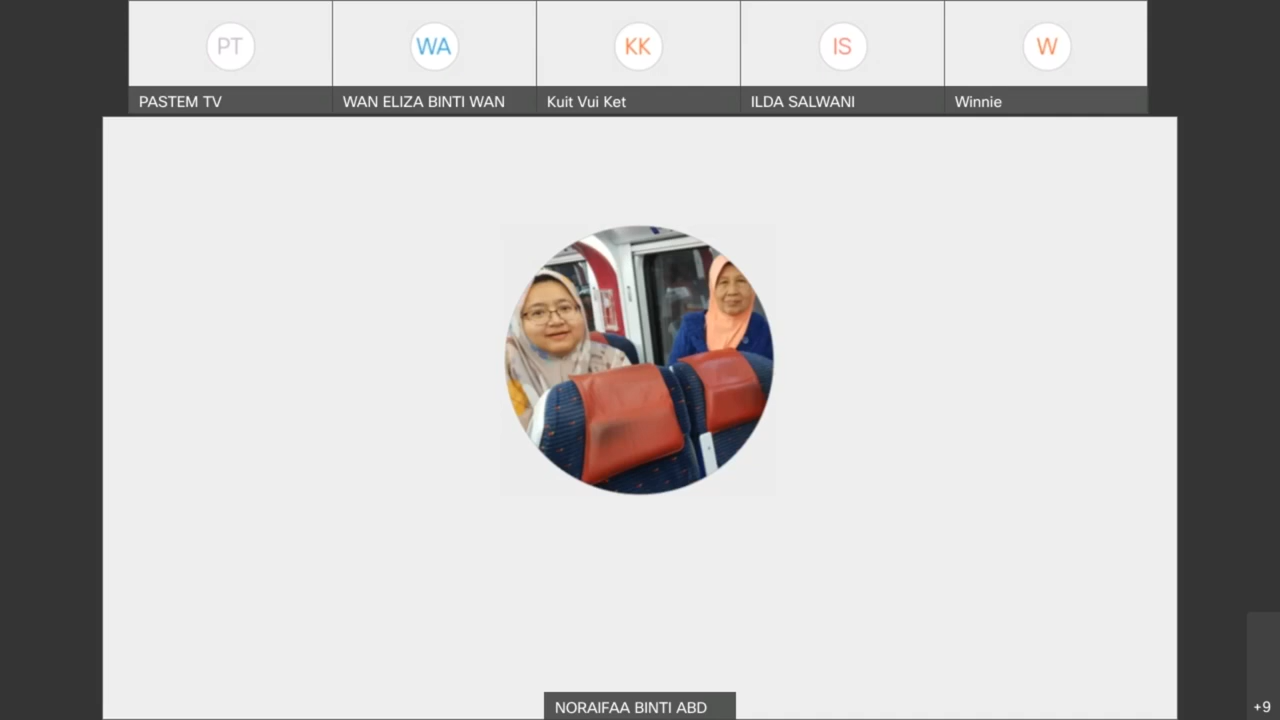 PT
WA
KK
IS
W
PASTEM TV
WAN ELIZA BINTI WAN
Kuit Vui Ket
ILDA SALWANI
Winnie
NORAIFAA BINTI ABD
+9